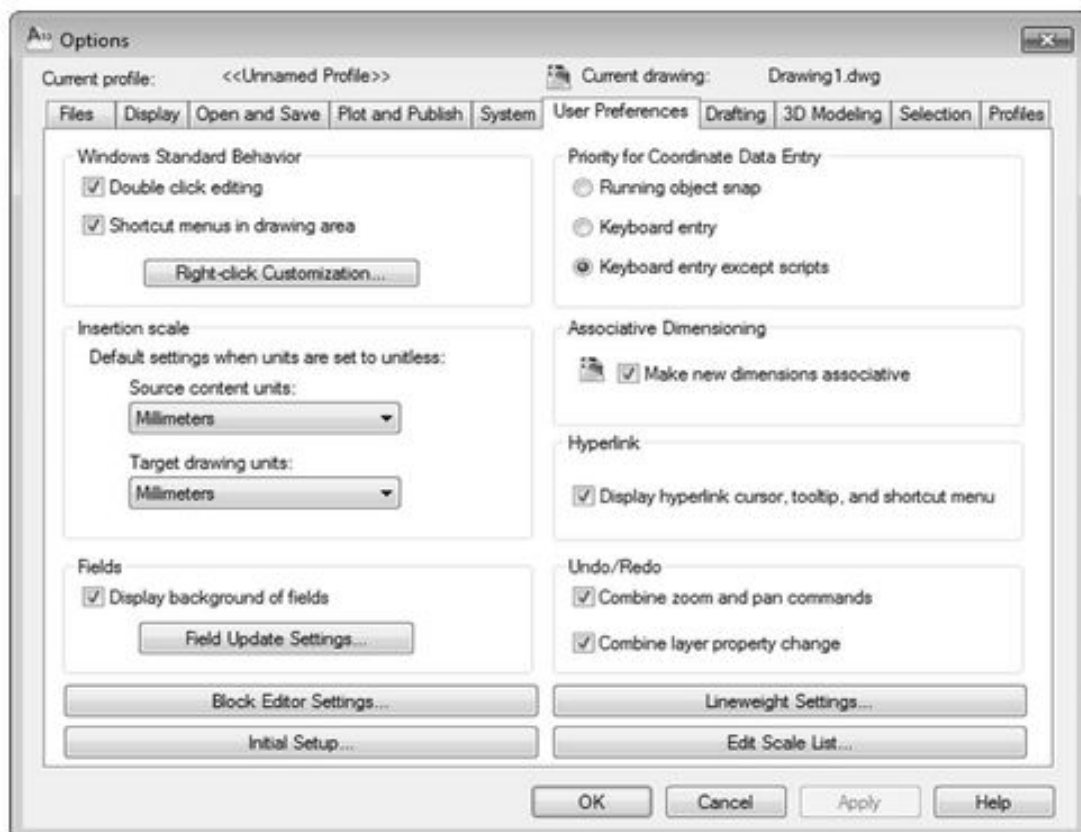 Options
Current profile: <<Unnamed Profile>> Current drawing: Drawing1.dwg
Files Display Open and Save Plot and Publish System User Preferences Drafting 3D Modeling Selection Profiles
Windows Standard Behavior
Double click editing
Shortcut menus in drawing area
Right-click Customization...
Insertion scale
Default settings when units are set to unitless:
Source content units:
Millimeters
Target drawing units:
Millimeters
Fields
Display background of fields
Field Update Settings...
Block Editor Settings...
Initial Setup...
Priority for Coordinate Data Entry
Running object snap
Keyboard entry
Keyboard entry except scripts
Associative Dimensioning
Make new dimensions associative
Hyperlink
Display hyperlink cursor, tooltip, and shortcut menu
Undo/Redo
Combine zoom and pan commands
Combine layer property change
Lineweight Settings...
Edit Scale List...
OK Cancel Apply Help